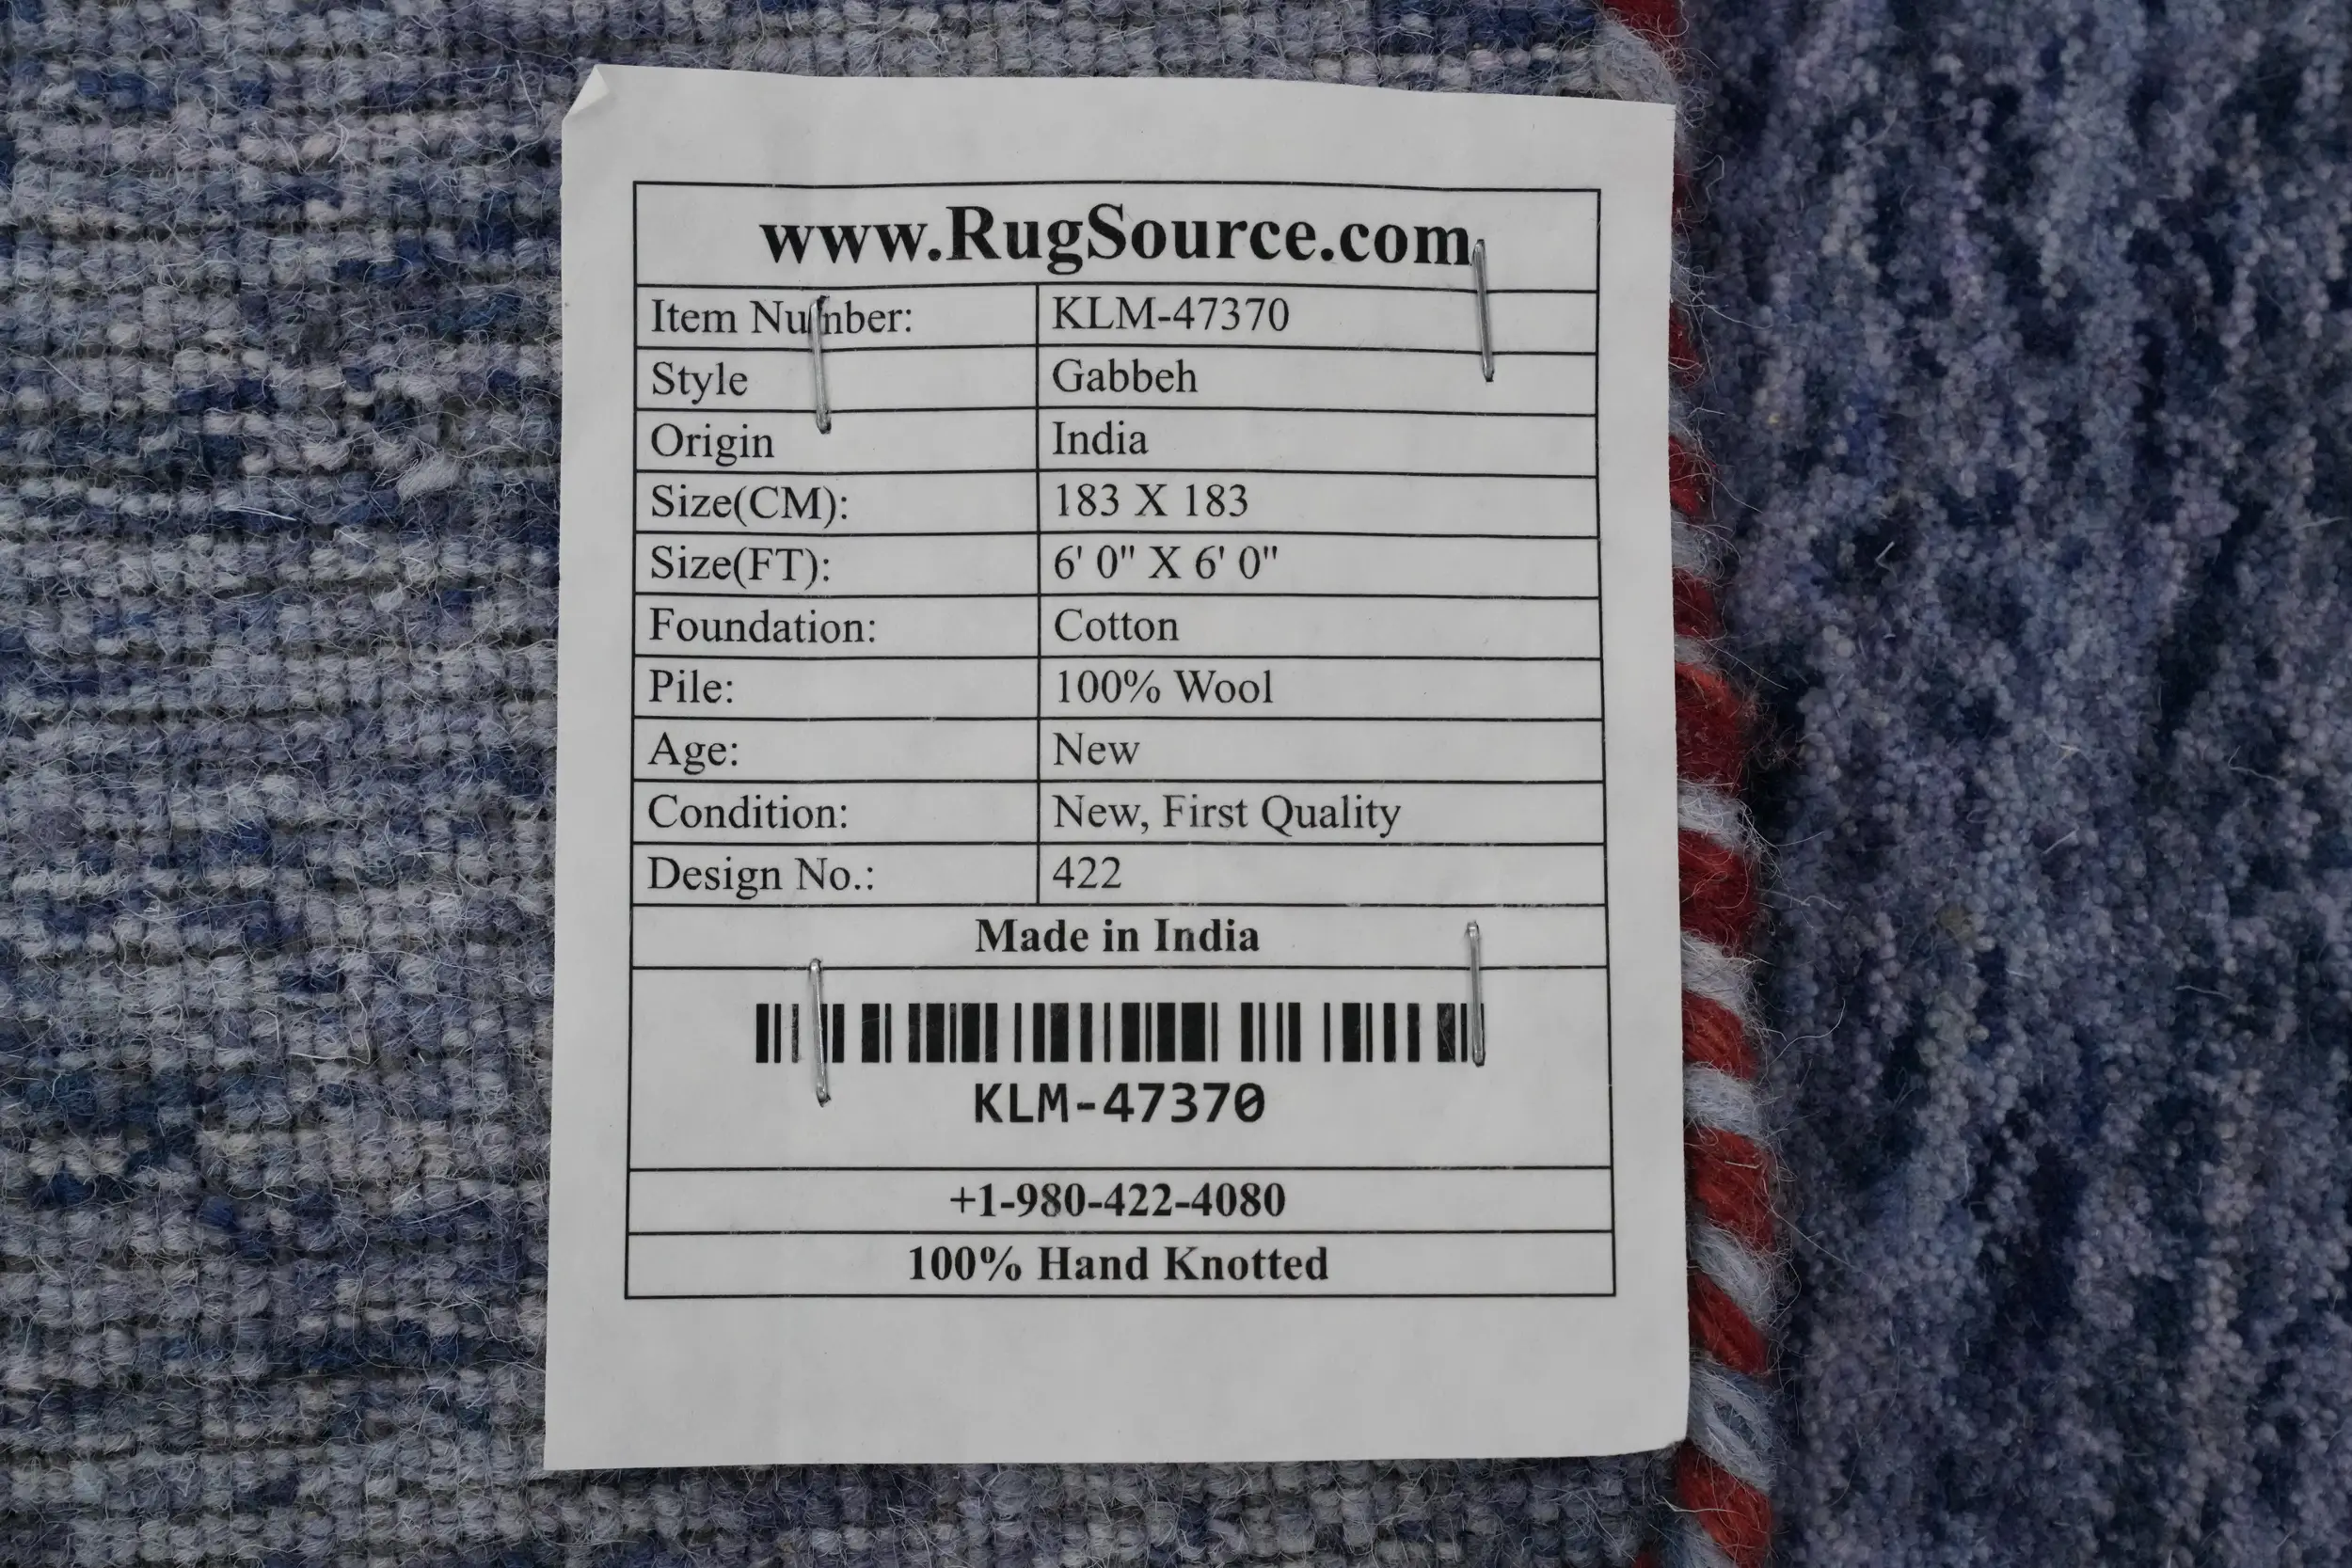 www.RugSource.com
Item Number: KLM-47370
Style Gabbeh
Origin India
Size(CM): 183 X 183
Size(FT): 6' 0" X 6' 0"
Foundation: Cotton
Pile: 100% Wool
Age: New
Condition: New, First Quality
Design No.: 422
Made in India
KLM-47370
+1-980-422-4080
100% Hand Knotted